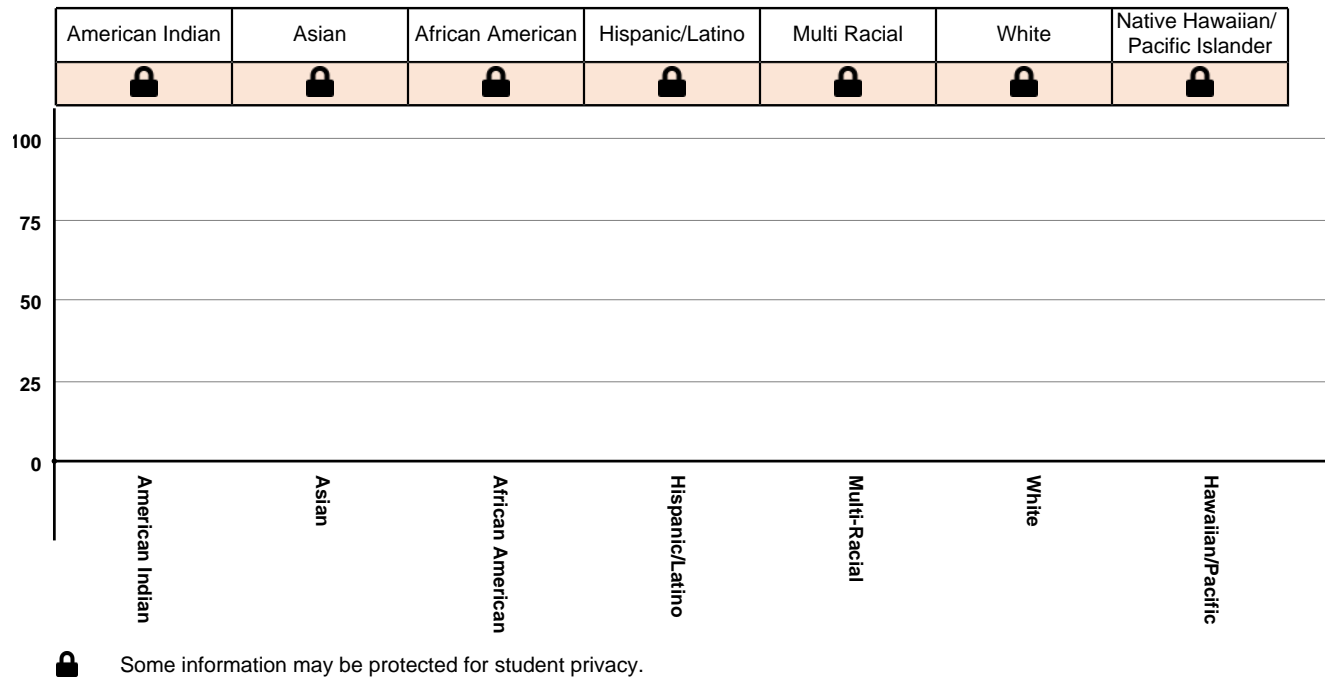 American Indian
Asian
African American
Hispanic/Latino
Multi Racial
White
Native Hawaiian/
Pacific Islander
100
75
50
25
0
American Indian
Asian
African American
Hispanic/Latino
Multi-Racial
White
Hawaiian/Pacific
Some information may be protected for student privacy.